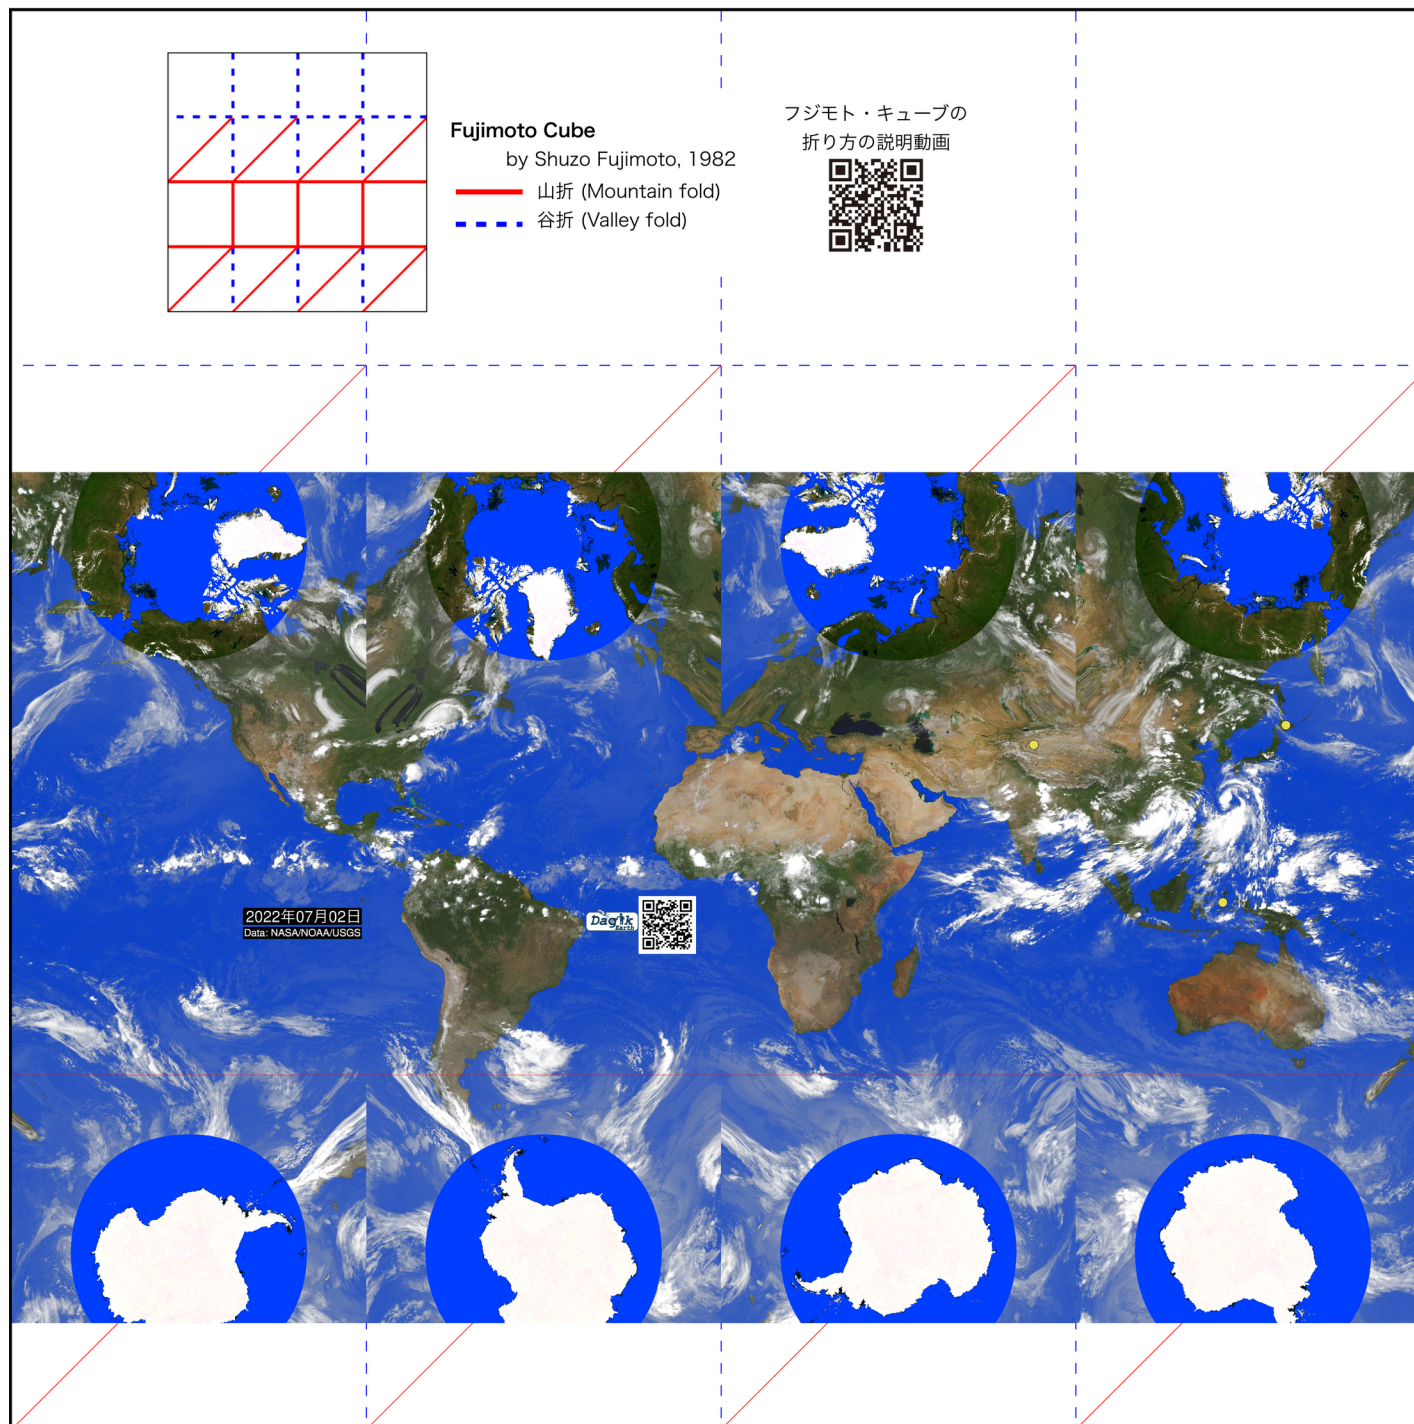 Fujimoto Cube
by Shuzo Fujimoto, 1982
山折 (Mountain fold)
谷折 (Valley fold)
フジモト・キューブの
折り方の説明動画
2022年07月02日
Data: NASA/NOAA/USGS
Dagik
Earth